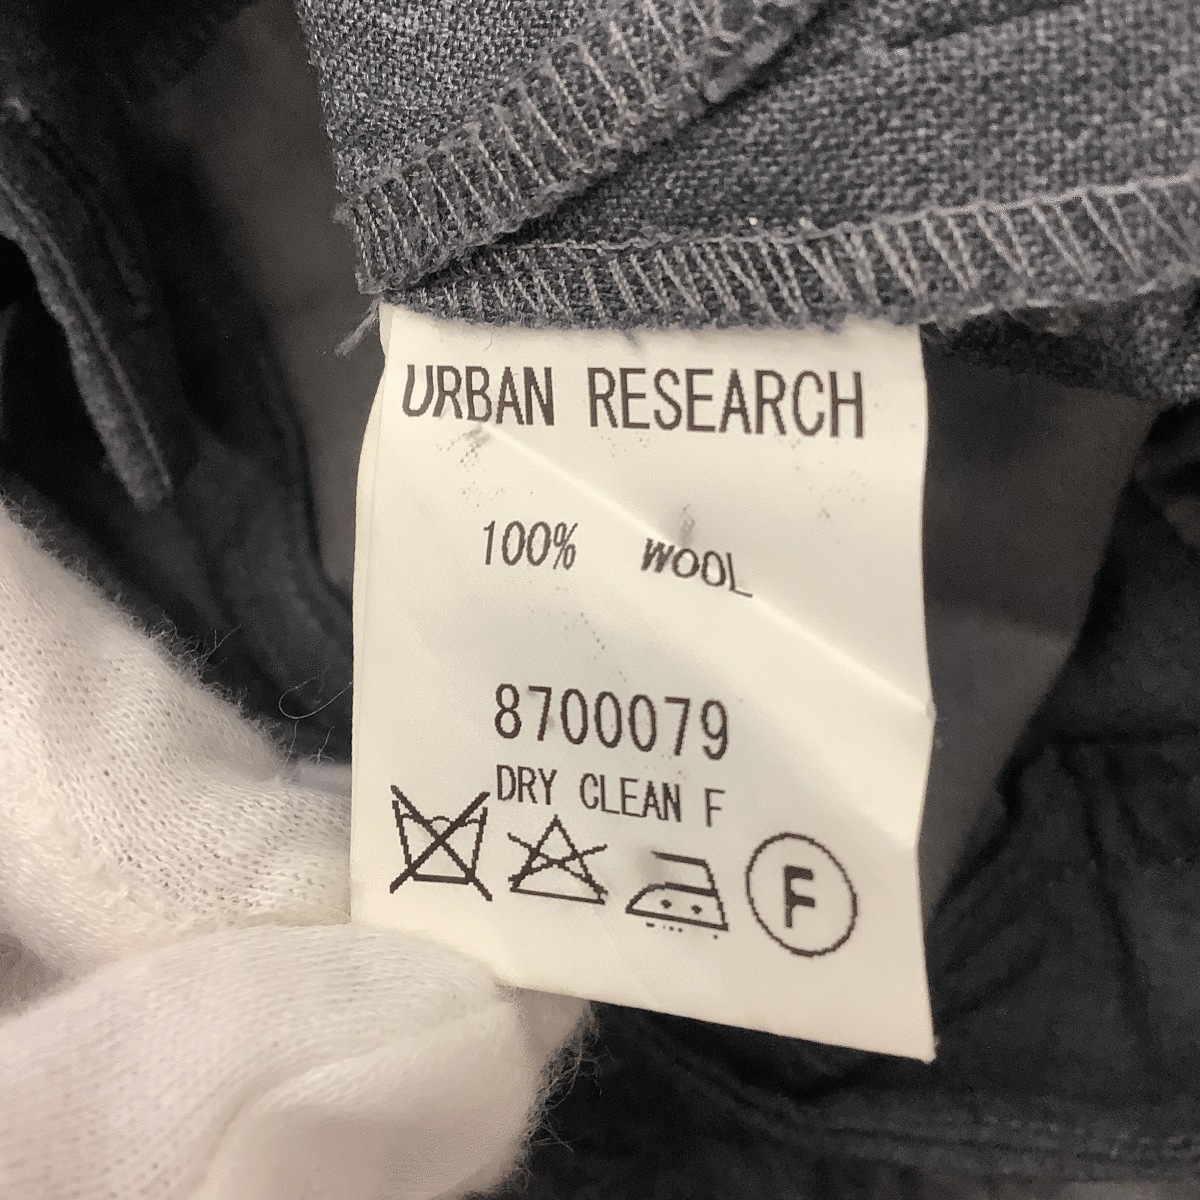 URBAN RESEARCH
100% WOOL
8700079
DRY CLEAN F
F